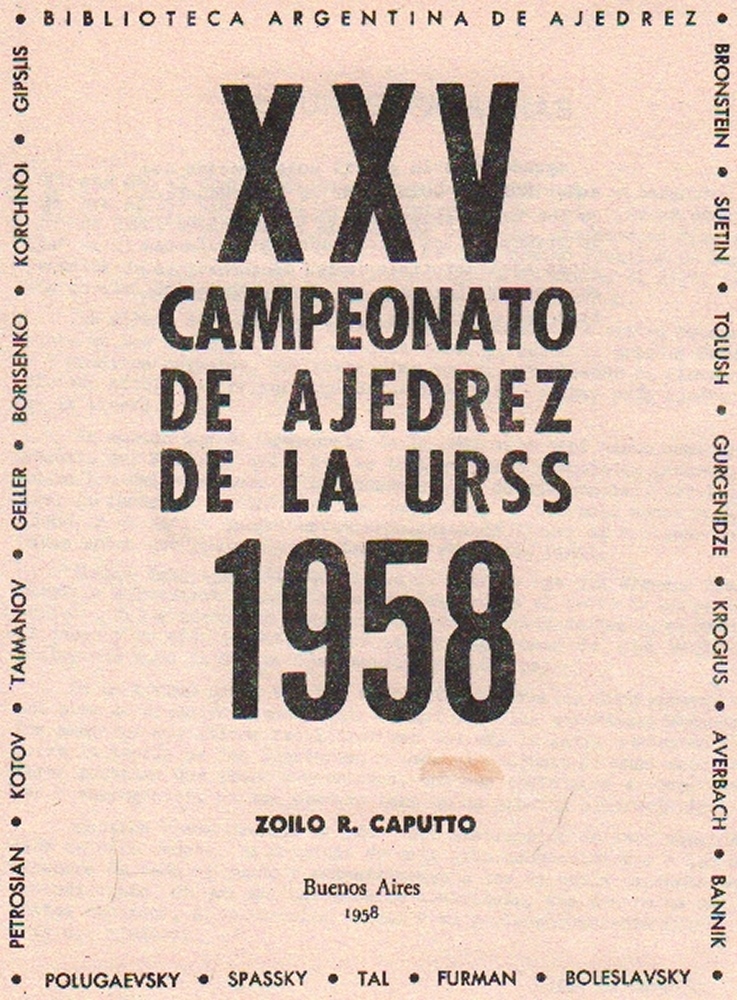 • BIBLIOTECA ARGENTINA DE AJEDREZ •
PETROSIAN • KOTOV • TAIMANOV • GELLER • BORISENKO • KORCHNOI • GIPSLIS
BRONSTEIN • SUETIN • TOLUSH • GURGENIDZE • KROGIUS • AVERBACH • BANNIK
XXV
CAMPEONATO
DE AJEDREZ
DE LA URSS
1958
ZOILO R. CAPUTTO
Buenos Aires
1958
• POLUGAEVSKY • SPASSKY • TAL • FURMAN • BOLESLAVSKY •